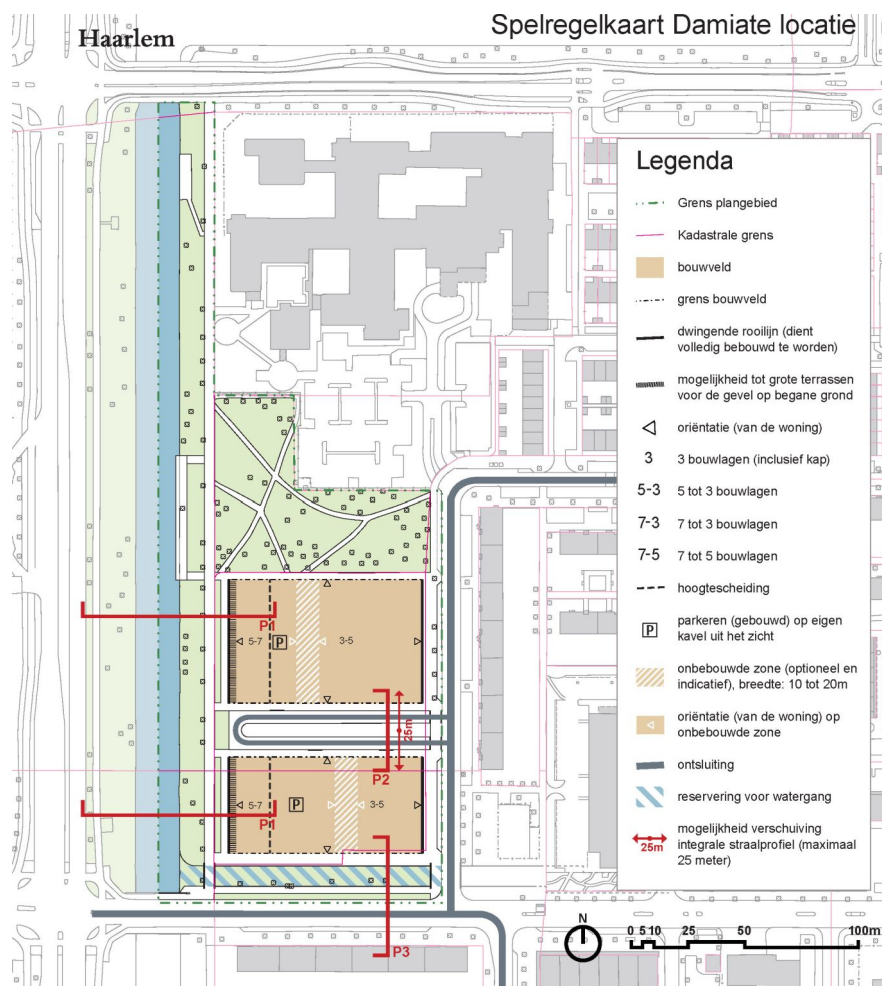 Haarlem
Spelregelkaart Damiate locatie
Legenda
Grens plangebied
Kadastrale grens
bouwveld
grens bouwveld
dwingende rooilijn (dient
volledig bebouwd te worden)
mogelijkheid tot grote terrassen
voor de gevel op begane grond
oriëntatie (van de woning)
3 3 bouwlagen (inclusief kap)
5-3 5 tot 3 bouwlagen
7-3 7 tot 3 bouwlagen
7-5 7 tot 5 bouwlagen
hoogtescheiding
P parkeren (gebouwd) op eigen
kavel uit het zicht
onbebouwde zone (optioneel en
indicatief), breedte: 10 tot 20m
oriëntatie (van de woning) op
onbebouwde zone
ontsluiting
reservering voor watergang
25m mogelijkheid verschuiving
integrale straalprofiel (maximaal
25 meter)
P1
5-7 P 3-5
25m
P2
5-7 P 3-5
P1
P3
N
0 5 10 25 50 100m